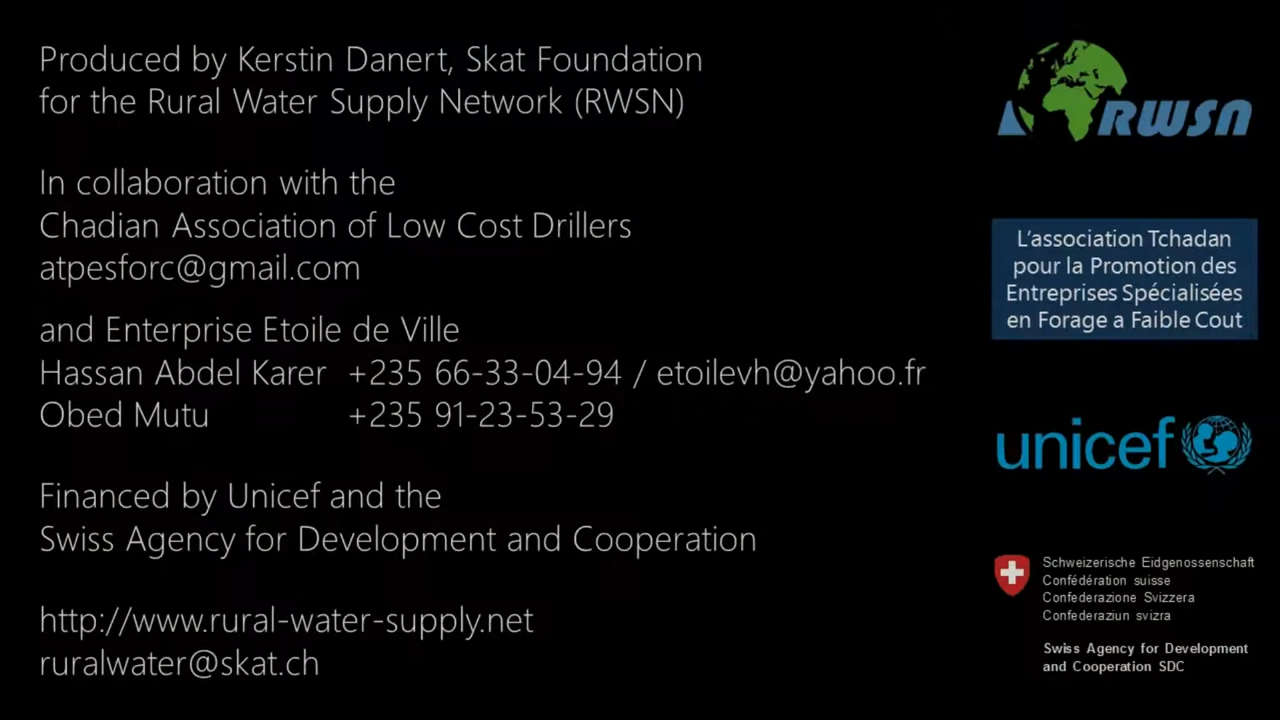 Produced by Kerstin Danert, Skat Foundation
for the Rural Water Supply Network (RWSN)
In collaboration with the
Chadian Association of Low Cost Drillers
atpesforc@gmail.com
and Enterprise Etoile de Ville
Hassan Abdel Karer +235 66-33-04-94 / etoilevh@yahoo.fr
Obed Mutu +235 91-23-53-29
Financed by Unicef and the
Swiss Agency for Development and Cooperation
http://www.rural-water-supply.net
ruralwater@skat.ch
RWSN
L'association Tchadan
pour la Promotion des
Entreprises Spécialisées
en Forage a Faible Cout
unicef
Schweizerische Eidgenossenschaft
Confédération suisse
Confederazione Svizzera
Confederaziun svizra
Swiss Agency for Development
and Cooperation SDC